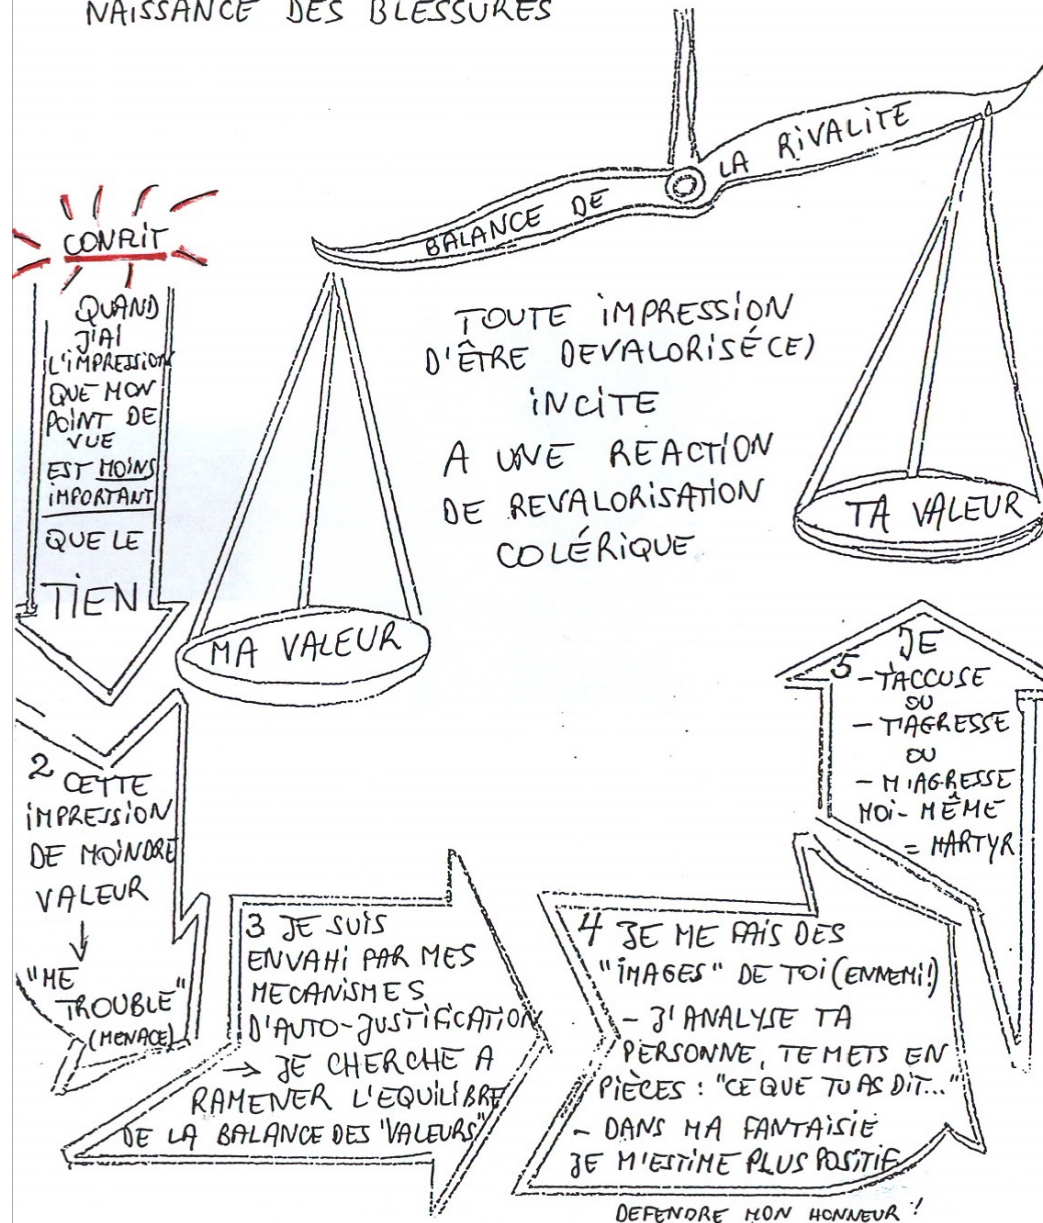 NAISSANCE DES BLESSURES
BALANCE DE LA RIVALITE
CONFLIT
QUAND
J'AI
L'IMPRESSION
QUE MON
POINT DE
VUE
EST MOINS
IMPORTANT
QUE LE
TIEN
TOUTE IMPRESSION
D'ÊTRE DEVALORISÉ(E)
INCITE
A UNE REACTION
DE REVALORISATION
COLÉRIQUE
MA VALEUR
TA VALEUR
2 CETTE
IMPRESSION
DE MOINDRE
VALEUR
↓
"ME
TROUBLE"
(MENACE)
3 JE SUIS
ENVAHI PAR MES
MECANISMES
D'AUTO-JUSTIFICATION
→ JE CHERCHE A
RAMENER L'EQUILIBRE
DE LA BALANCE DES "VALEURS"
4 JE ME FAIS DES
"IMAGES" DE TOI (ENNEMI!)
- J'ANALYSE TA
PERSONNE, TE METS EN
PIÈCES : "CE QUE TU AS DIT..."
- DANS MA FANTAISIE
JE M'ESTIME PLUS POSITIF
DEFENDRE MON HONNEUR !
5 JE
- T'ACCUSE
OU
- T'AGRESSE
OU
- M'AGRESSE
MOI-MÊME
= MARTYR